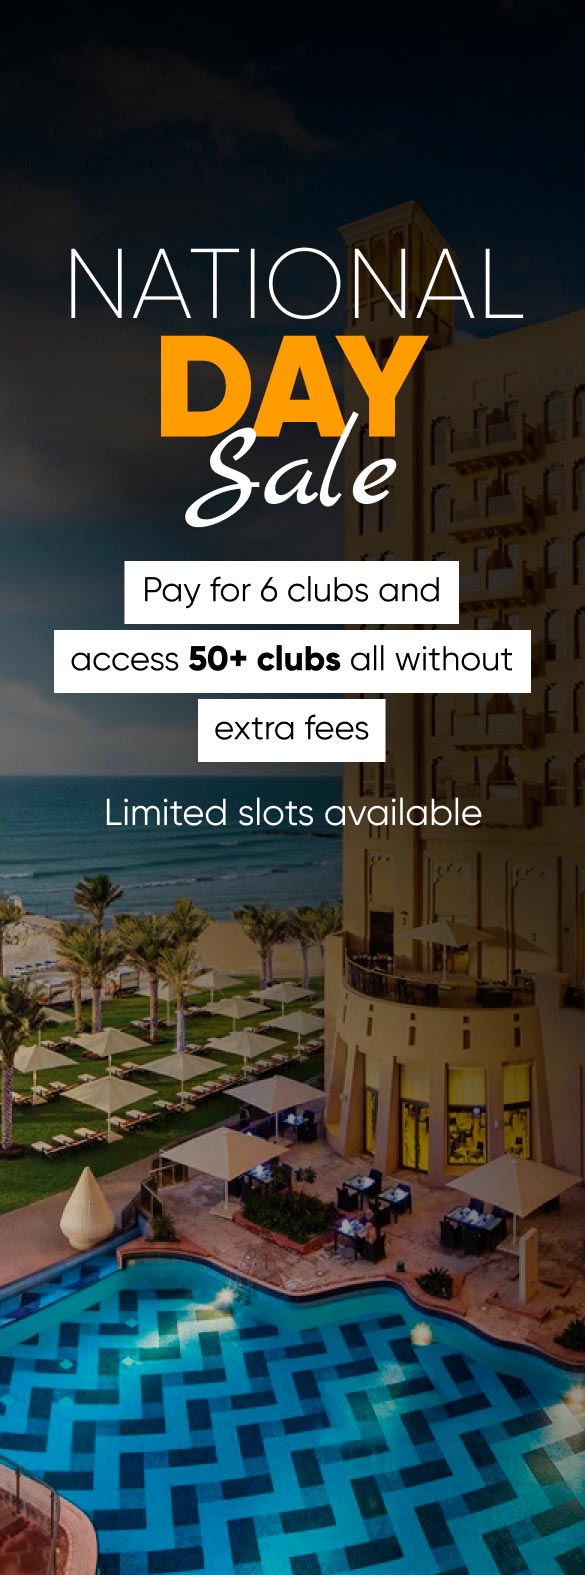 NATIONAL
DAY
Sale
Pay for 6 clubs and
access 50+ clubs all without
extra fees
Limited slots available